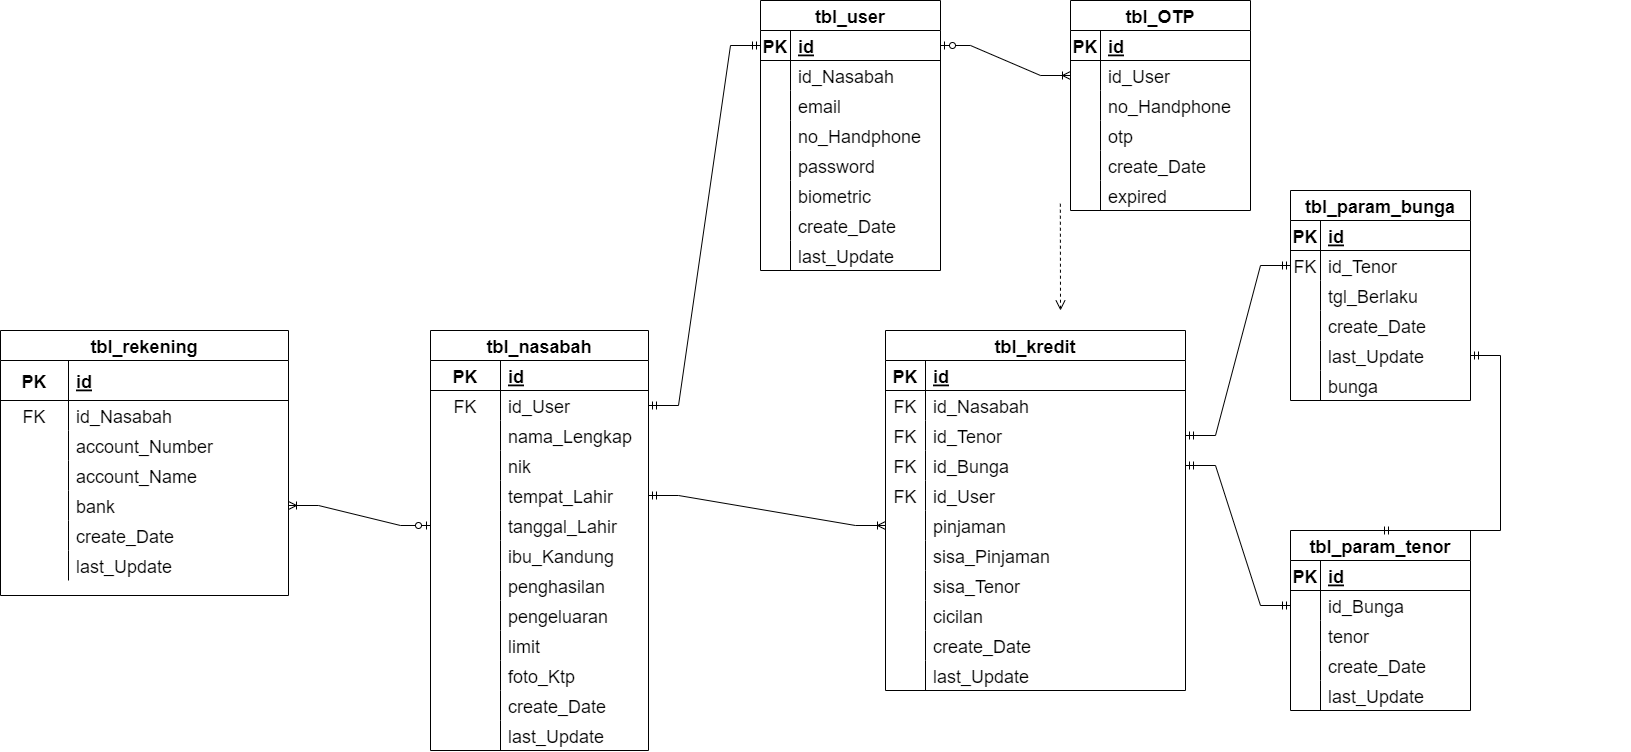 tbl_user
PK id
id_Nasabah
email
no_Handphone
password
biometric
create_Date
last_Update
tbl_OTP
PK id
id_User
no_Handphone
otp
create_Date
expired
tbl_param_bunga
PK id
FK id_Tenor
tgl_Berlaku
create_Date
last_Update
bunga
tbl_rekening
PK id
FK id_Nasabah
account_Number
account_Name
bank
create_Date
last_Update
tbl_nasabah
PK id
FK id_User
nama_Lengkap
nik
tempat_Lahir
tanggal_Lahir
ibu_Kandung
penghasilan
pengeluaran
limit
foto_Ktp
create_Date
last_Update
tbl_kredit
PK id
FK id_Nasabah
FK id_Tenor
FK id_Bunga
FK id_User
pinjaman
sisa_Pinjaman
sisa_Tenor
cicilan
create_Date
last_Update
tbl_param_tenor
PK id
id_Bunga
tenor
create_Date
last_Update